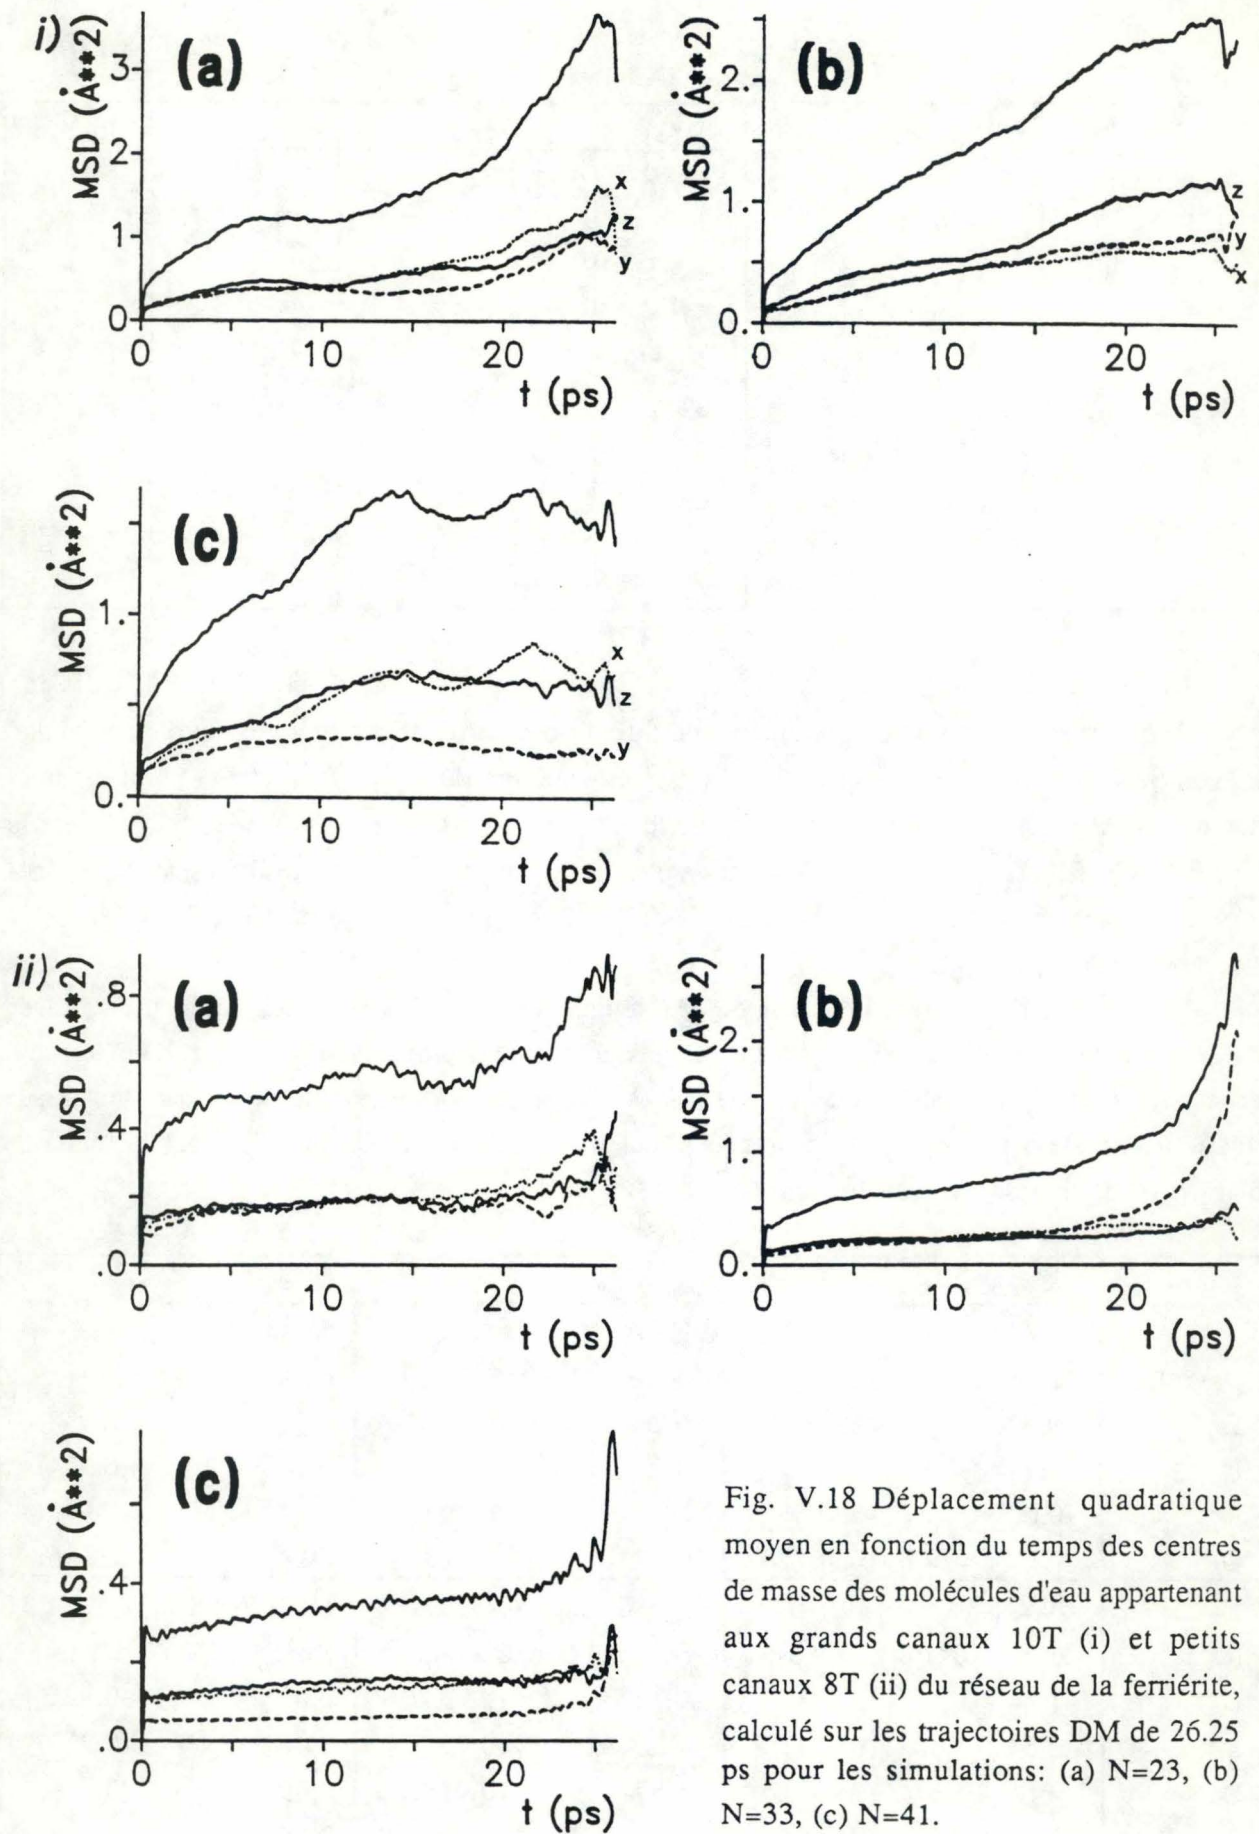 i)
(a)
MSD (Å**2)
3
2
1
0
x
z
y
0
10
20
t (ps)
(b)
MSD (Å**2)
2.
1.
0.
z
y
x
0
10
20
t (ps)
(c)
MSD (Å**2)
1.
0.
x
z
y
0
10
20
t (ps)
ii)
(a)
MSD (Å**2)
.8
.4
.0
0
10
20
t (ps)
(b)
MSD (Å**2)
2.
1.
0.
0
10
20
t (ps)
(c)
MSD (Å**2)
.4
.0
0
10
20
t (ps)
Fig. V.18 Déplacement quadratique
moyen en fonction du temps des centres
de masse des molécules d'eau appartenant
aux grands canaux 10T (i) et petits
canaux 8T (ii) du réseau de la ferriérite,
calculé sur les trajectoires DM de 26.25
ps pour les simulations: (a) N=23, (b)
N=33, (c) N=41.